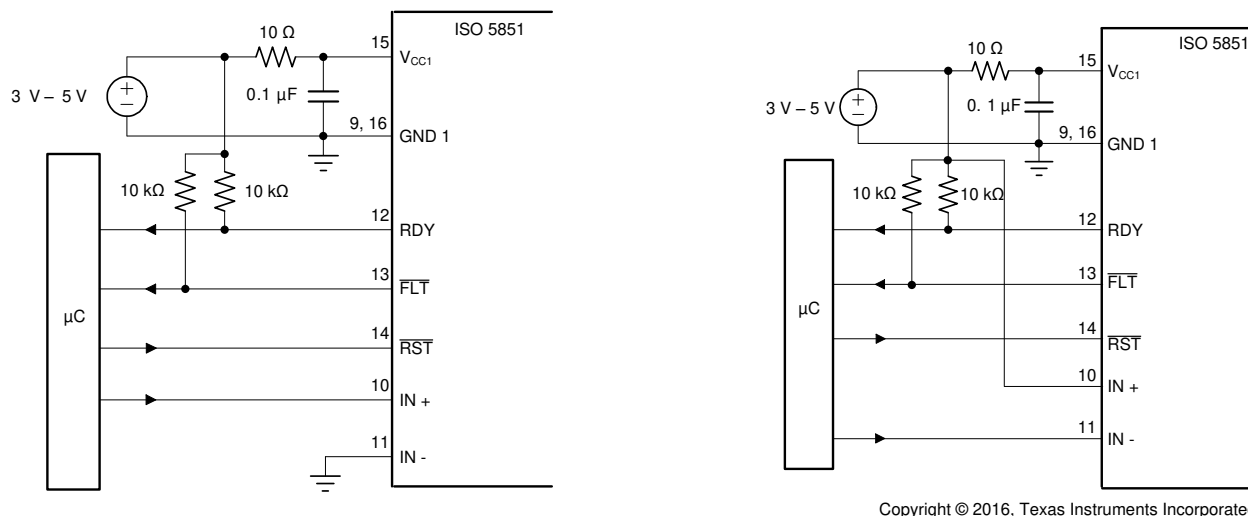 ISO 5851
10 Ω
15
V_CC1
3 V – 5 V
0.1 µF
9, 16
GND 1
10 kΩ
10 kΩ
12
RDY
13
FLT
µC
14
RST
10
IN +
11
IN -
ISO 5851
10 Ω
15
V_CC1
3 V – 5 V
0. 1 µF
9, 16
GND 1
10 kΩ
10 kΩ
12
RDY
13
FLT
µC
14
RST
10
IN +
11
IN -
Copyright © 2016, Texas Instruments Incorporate